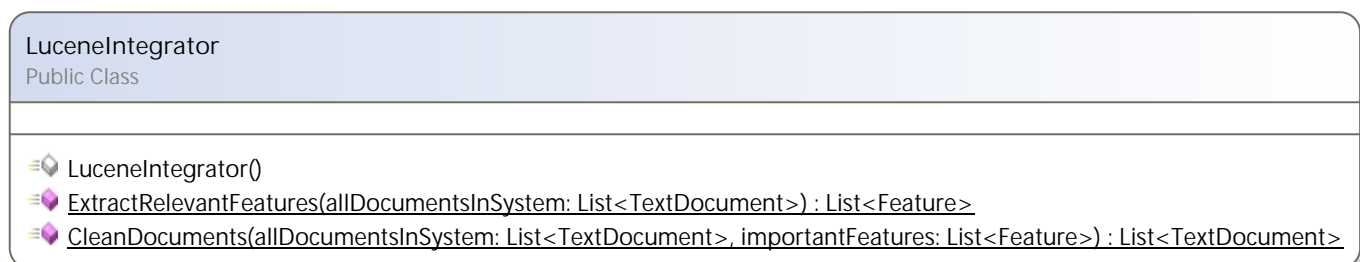 LuceneIntegrator
Public Class
LuceneIntegrator()
ExtractRelevantFeatures(allDocumentsInSystem: List<TextDocument>) : List<Feature>
CleanDocuments(allDocumentsInSystem: List<TextDocument>, importantFeatures: List<Feature>) : List<TextDocument>